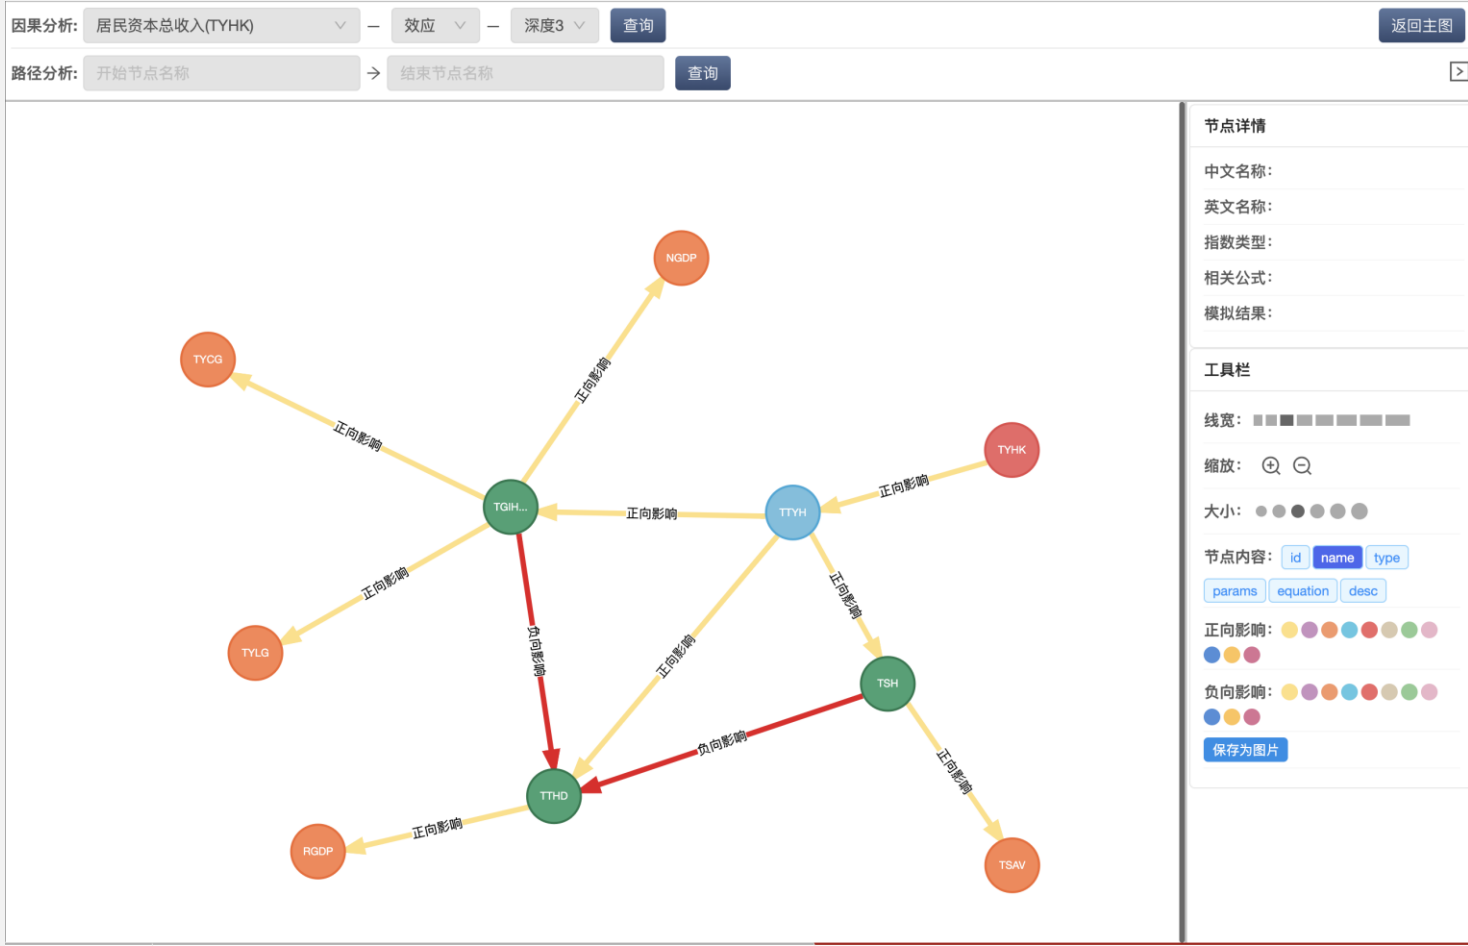 因果分析: 居民资本总收入(TYHK) — 效应 — 深度3 查询 返回主图
路径分析: 开始节点名称 → 结束节点名称 查询
节点详情
中文名称:
英文名称:
指数类型:
相关公式:
模拟结果:
工具栏
线宽:
缩放:
大小:
节点内容: id name type
params equation desc
正向影响:
负向影响:
保存为图片
NGDP
TYCG
正向影响
正向影响
TYHK
正向影响
TGIH...
正向影响
TTYH
正向影响
正向影响
TYLG
负向影响
正向影响
TSH
负向影响
正向影响
TTHD
正向影响
RGDP
TSAV